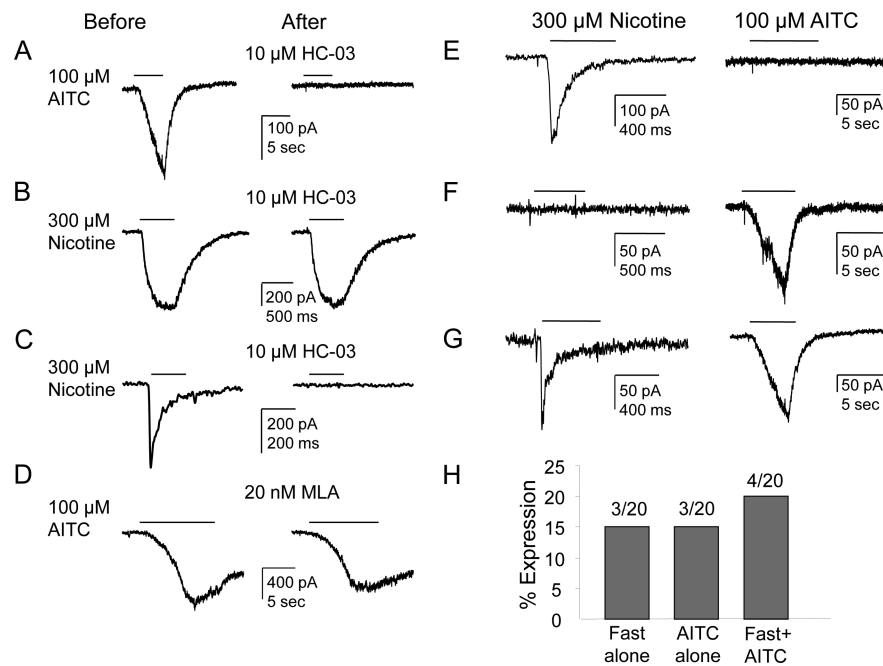 Before
After
A
10 µM HC-03
100 µM
AITC
100 pA
5 sec
B
10 µM HC-03
300 µM
Nicotine
200 pA
500 ms
C
10 µM HC-03
300 µM
Nicotine
200 pA
200 ms
D
20 nM MLA
100 µM
AITC
400 pA
5 sec
300 µM Nicotine
100 µM AITC
E
100 pA
400 ms
50 pA
5 sec
F
50 pA
500 ms
50 pA
5 sec
G
50 pA
400 ms
50 pA
5 sec
H
% Expression
25
20
15
10
5
0
3/20
3/20
4/20
Fast
alone
AITC
alone
Fast+
AITC